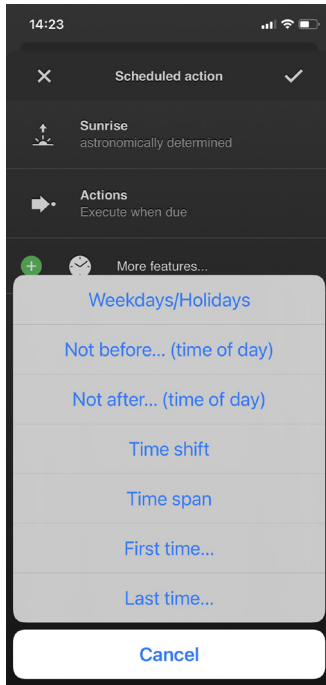 14:23
Scheduled action
Sunrise
astronomically determined
Actions
Execute when due
More features...
Weekdays/Holidays
Not before... (time of day)
Not after... (time of day)
Time shift
Time span
First time...
Last time...
Cancel